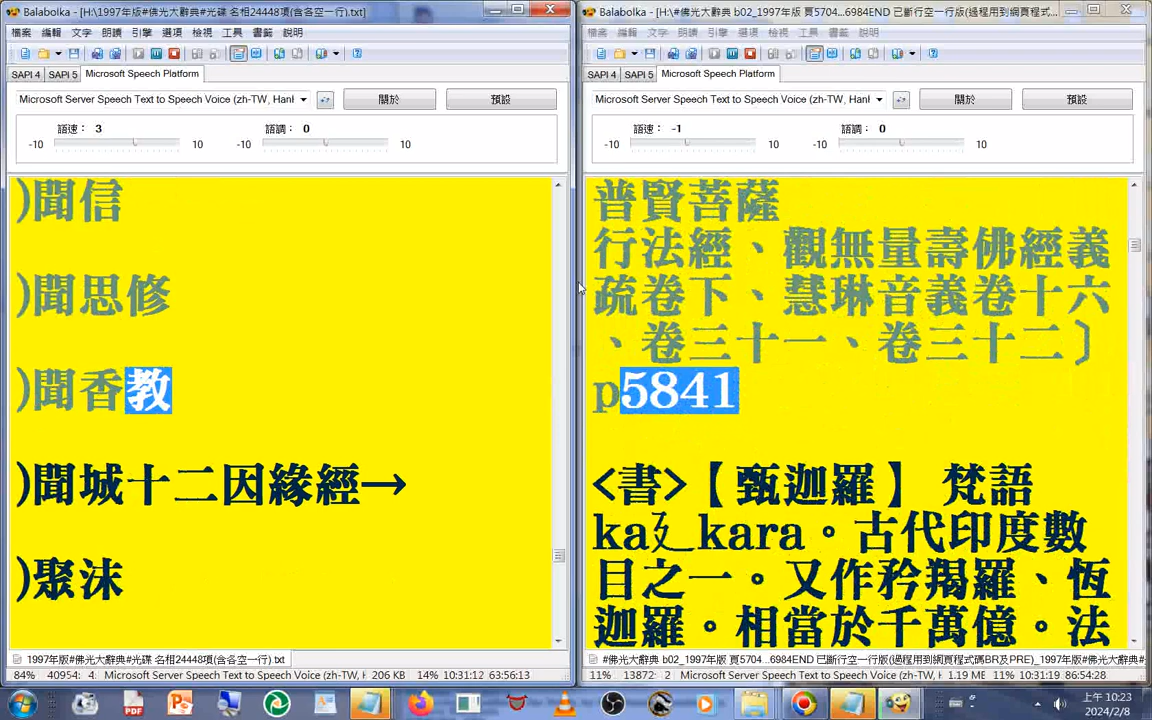 Balabolka - [H:\1997年版#佛光大辭典#光碟 名相24448項(含各空一行).txt]
檔案 編輯 文字 朗讀 引擎 選項 檢視 工具 書籤 說明
SAPI 4 SAPI 5 Microsoft Speech Platform
Microsoft Server Speech Text to Speech Voice (zh-TW, Hanl
關於 預設
語速： 3 語調： 0
-10 10 -10 10
)聞信
)聞思修
)聞香教
)聞城十二因緣經→
)聚沫
1997年版#佛光大辭典#光碟 名相24448項(含各空一行).txt
84% 40954: 4: Microsoft Server Speech Text to Speech Voice (zh-TW, H 206 KB 14% 10:31:12 63:56:13
Balabolka - [H:\#佛光大辭典 b02_1997年版 頁5704...6984END 已斷行空一行版(過程用到網頁程式...
檔案 編輯 文字 朗讀 引擎 選項 檢視 工具 書籤 說明
SAPI 4 SAPI 5 Microsoft Speech Platform
Microsoft Server Speech Text to Speech Voice (zh-TW, Hanl
關於 預設
語速： -1 語調： 0
-10 10 -10 10
普賢菩薩
行法經、觀無量壽佛經義
疏卷下、慧琳音義卷十六
、卷三十一、卷三十二〕
p5841
<書>【甄迦羅】 梵語
ka廴_kara。古代印度數
目之一。又作矜羯羅、恆
迦羅。相當於千萬億。法
#佛光大辭典 b02_1997年版 頁5704...6984END 已斷行空一行版(過程用到網頁程式碼BR及PRE)_1997年版#
11% 13872: 2 Microsoft Server Speech Text to Speech Voice (zh-TW, H 1.19 ME 11% 10:31:19 86:54:28
上午 10:23
2024/2/8